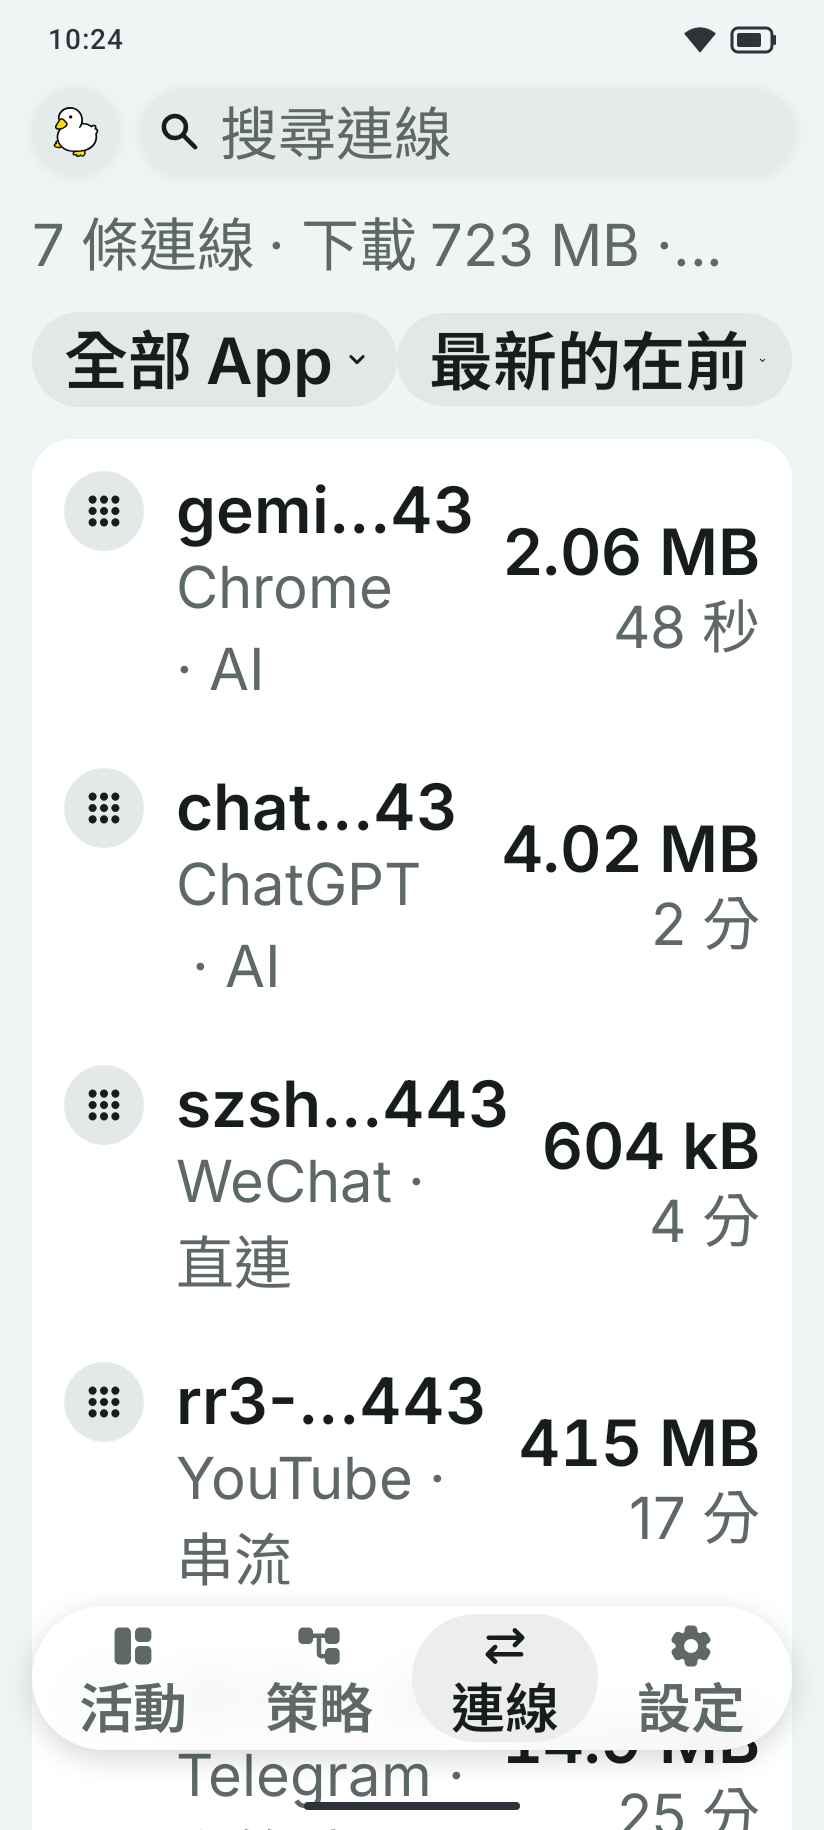 10:24
搜尋連線
7 條連線 · 下載 723 MB ·...
全部 App
最新的在前
gemi...43
2.06 MB
Chrome
· AI
48 秒
chat...43
4.02 MB
ChatGPT
· AI
2 分
szsh...443
604 kB
WeChat ·
直連
4 分
rr3-...443
415 MB
YouTube ·
串流
17 分
活動
策略
連線
設定
Telegram ·
25 分